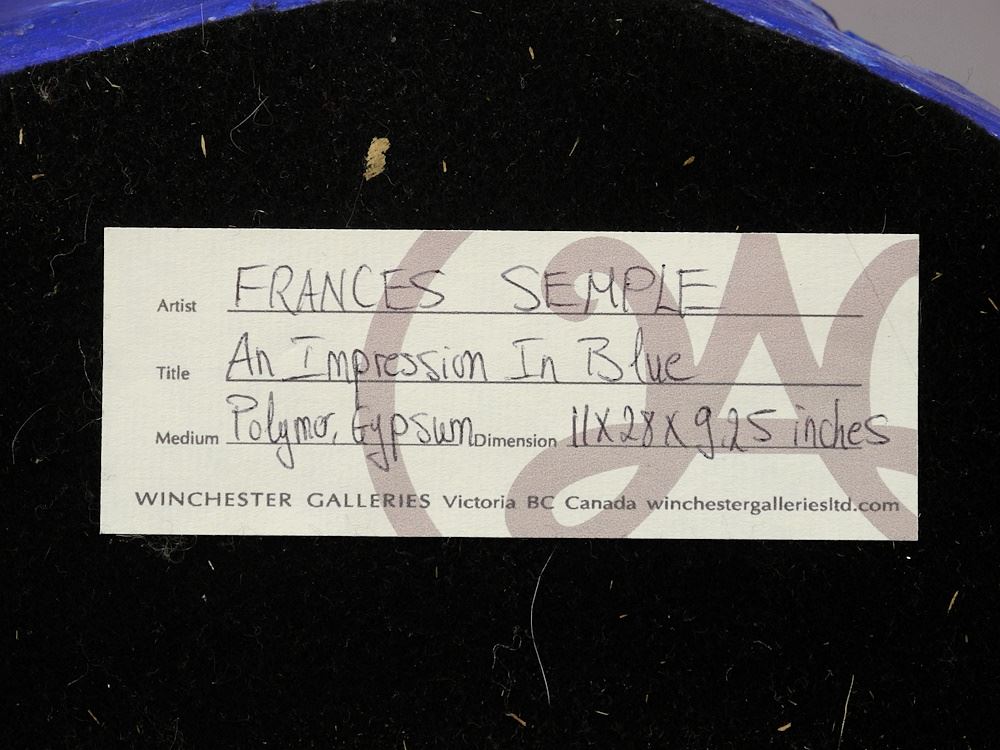 Artist FRANCES SEMPLE
Title An Impression In Blue
Medium Polymer, Gypsum Dimension 11X28X9.25 inches
WINCHESTER GALLERIES Victoria BC Canada winchestergalleriesltd.com